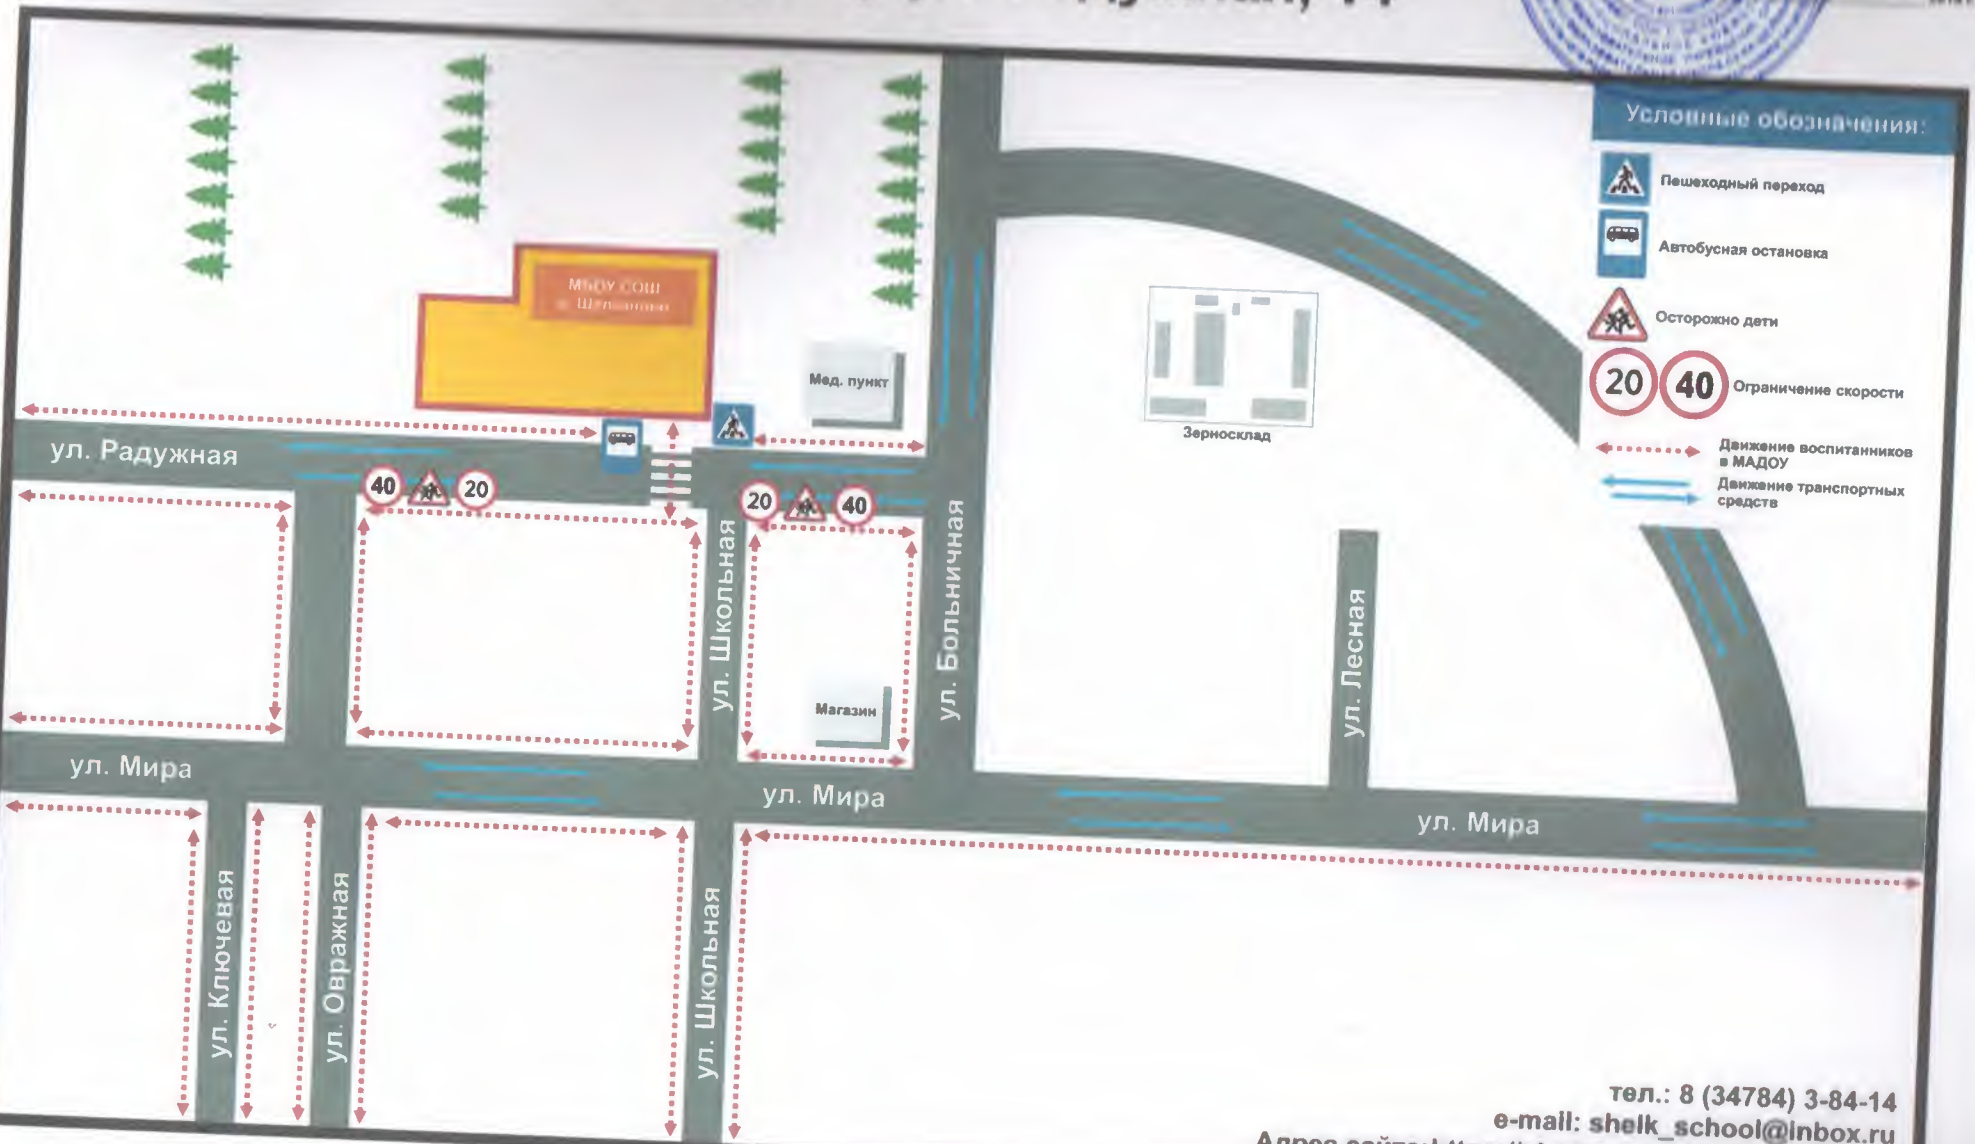 Условные обозначения:
Пешеходный переход
Автобусная остановка
Осторожно дети
20 40 Ограничение скорости
Движение воспитанников
в МАДОУ
Движение транспортных
средств
МБОУ СОШ
Мед. пункт
Зерносклад
ул. Радужная
40 20
20 40
ул. Школьная
ул. Больничная
ул. Лесная
Магазин
ул. Мира
ул. Мира
ул. Мира
ул. Ключевая
ул. Овражная
ул. Школьная
тел.: 8 (34784) 3-84-14
e-mail: shelk_school@inbox.ru